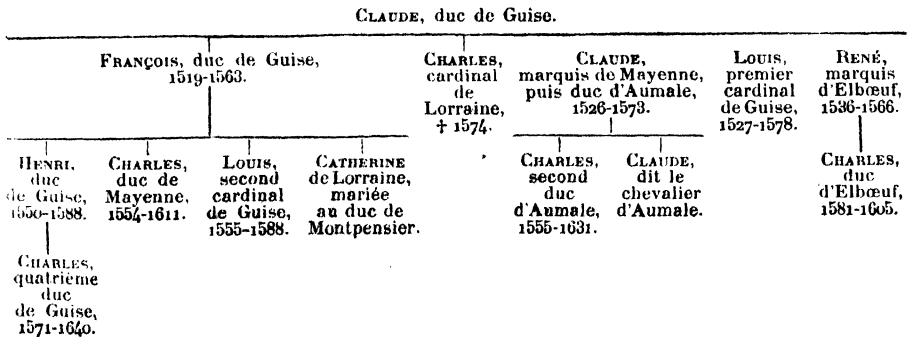 CLAUDE, duc de Guise.
FRANÇOIS, duc de Guise,
1519-1563.
CHARLES,
cardinal
de
Lorraine,
† 1574.
CLAUDE,
marquis de Mayenne,
puis duc d'Aumale,
1526-1573.
LOUIS,
premier
cardinal
de Guise,
1527-1578.
RENÉ,
marquis
d'Elbœuf,
1536-1566.
HENRI,
duc
de Guise,
1550-1588.
CHARLES,
duc de
Mayenne,
1554-1611.
LOUIS,
second
cardinal
de Guise,
1555-1588.
CATHERINE
de Lorraine,
mariée
au duc de
Montpensier.
CHARLES,
second
duc
d'Aumale,
1555-1631.
CLAUDE,
dit le
chevalier
d'Aumale.
CHARLES,
duc
d'Elbœuf,
1581-1605.
CHARLES,
quatrième
duc
de Guise,
1571-1640.